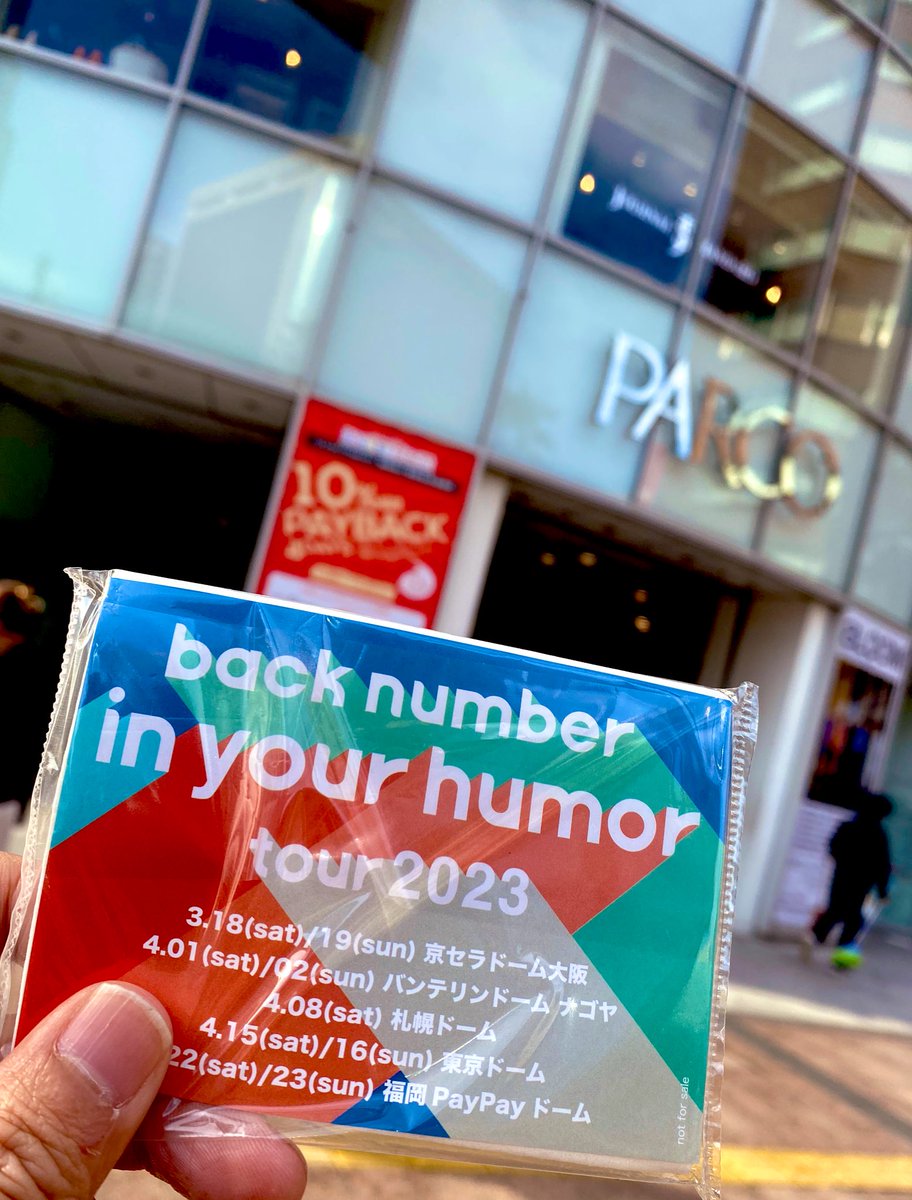 PARCO
10%
PAYBACK
back number
in your humor
tour 2023
3.18(sat)/19(sun) 京セラドーム大阪
4.01(sat)/02(sun) バンテリンドーム ナゴヤ
4.08(sat) 札幌ドーム
4.15(sat)/16(sun) 東京ドーム
22(sat)/23(sun) 福岡 PayPay ドーム
not for sale